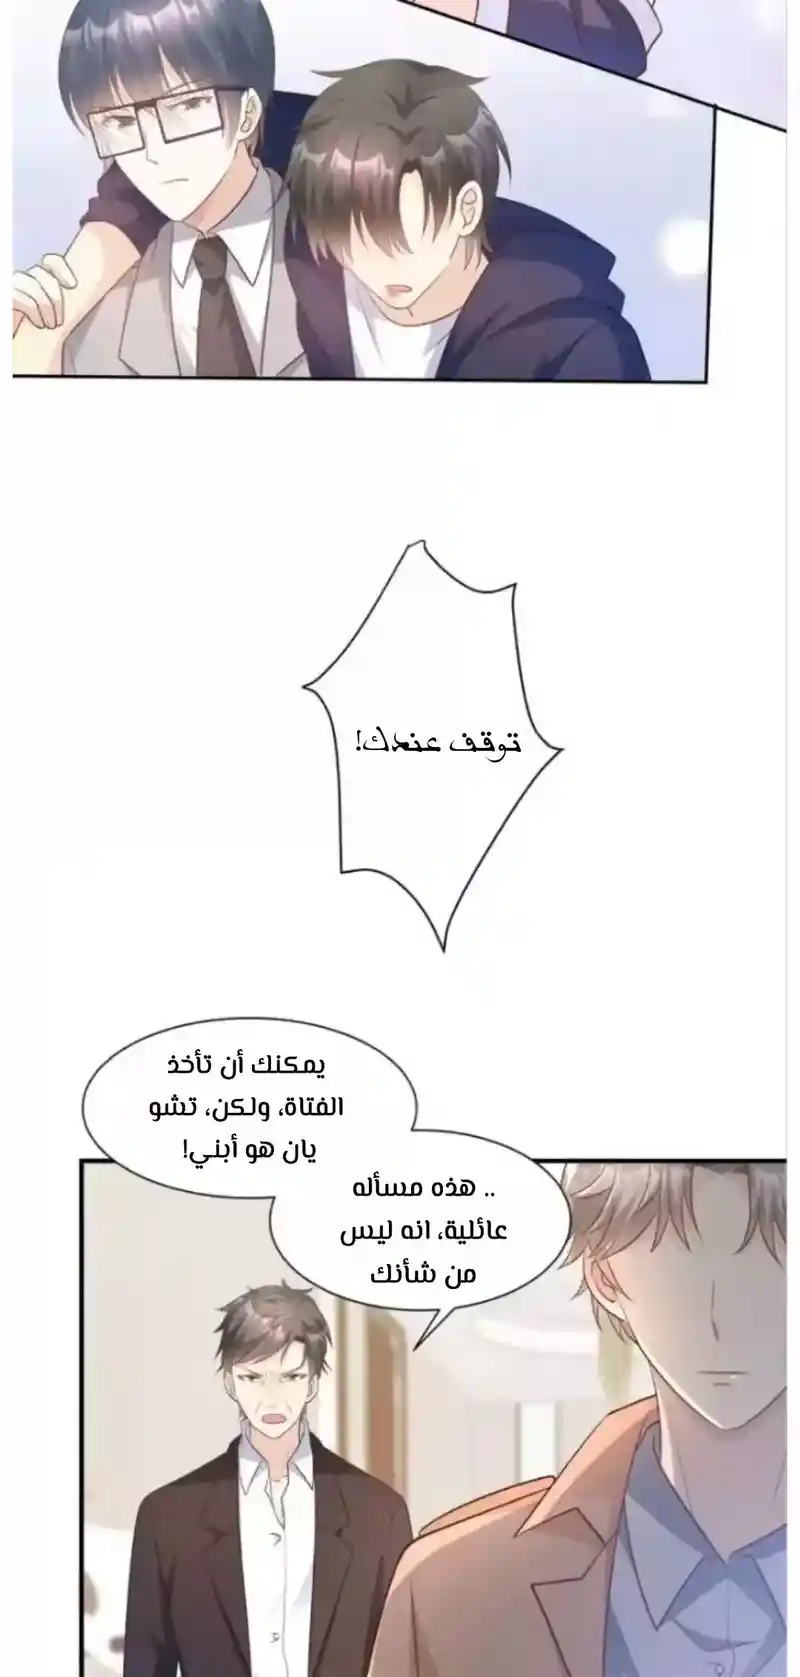 توقف عندك!
يمكنك أن تأخذ
الفتاة، ولكن، تشو
يان هو أبني!
.. هذه مسأله
عائلية، انه ليس
من شأنك